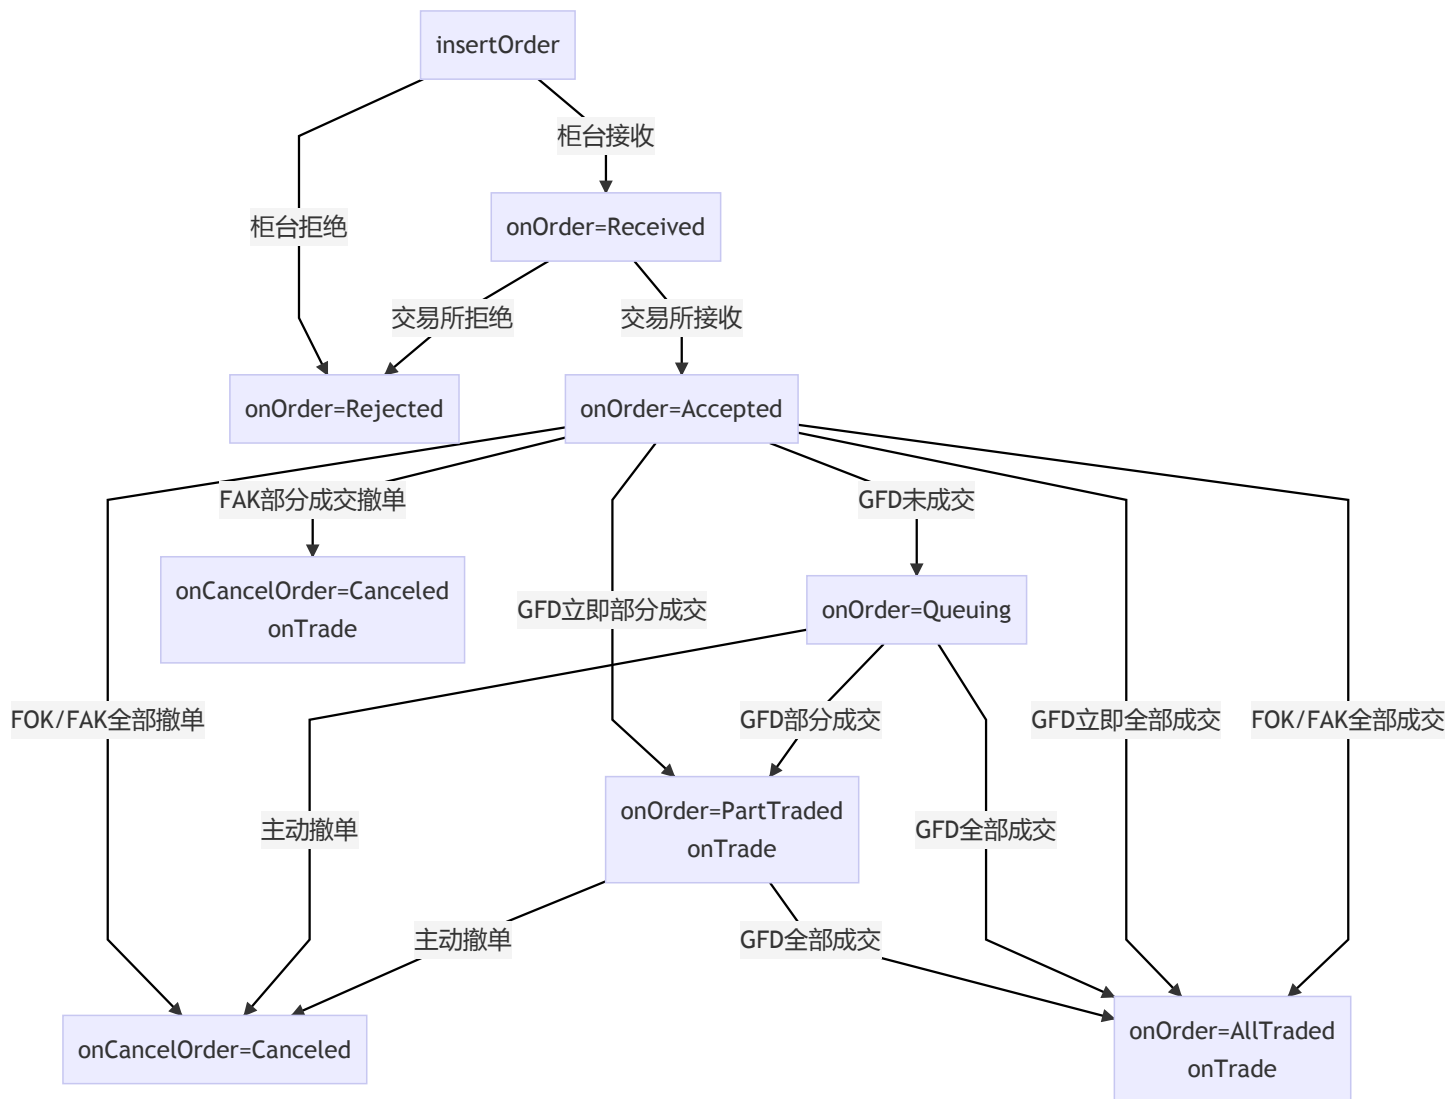 insertOrder
柜台接收
柜台拒绝
onOrder=Received
交易所拒绝
交易所接收
onOrder=Rejected
onOrder=Accepted
FAK部分成交撤单
GFD未成交
onCancelOrder=Canceled
onTrade
GFD立即部分成交
onOrder=Queuing
FOK/FAK全部撤单
GFD部分成交
GFD立即全部成交
FOK/FAK全部成交
主动撤单
onOrder=PartTraded
onTrade
GFD全部成交
主动撤单
GFD全部成交
onCancelOrder=Canceled
onOrder=AllTraded
onTrade